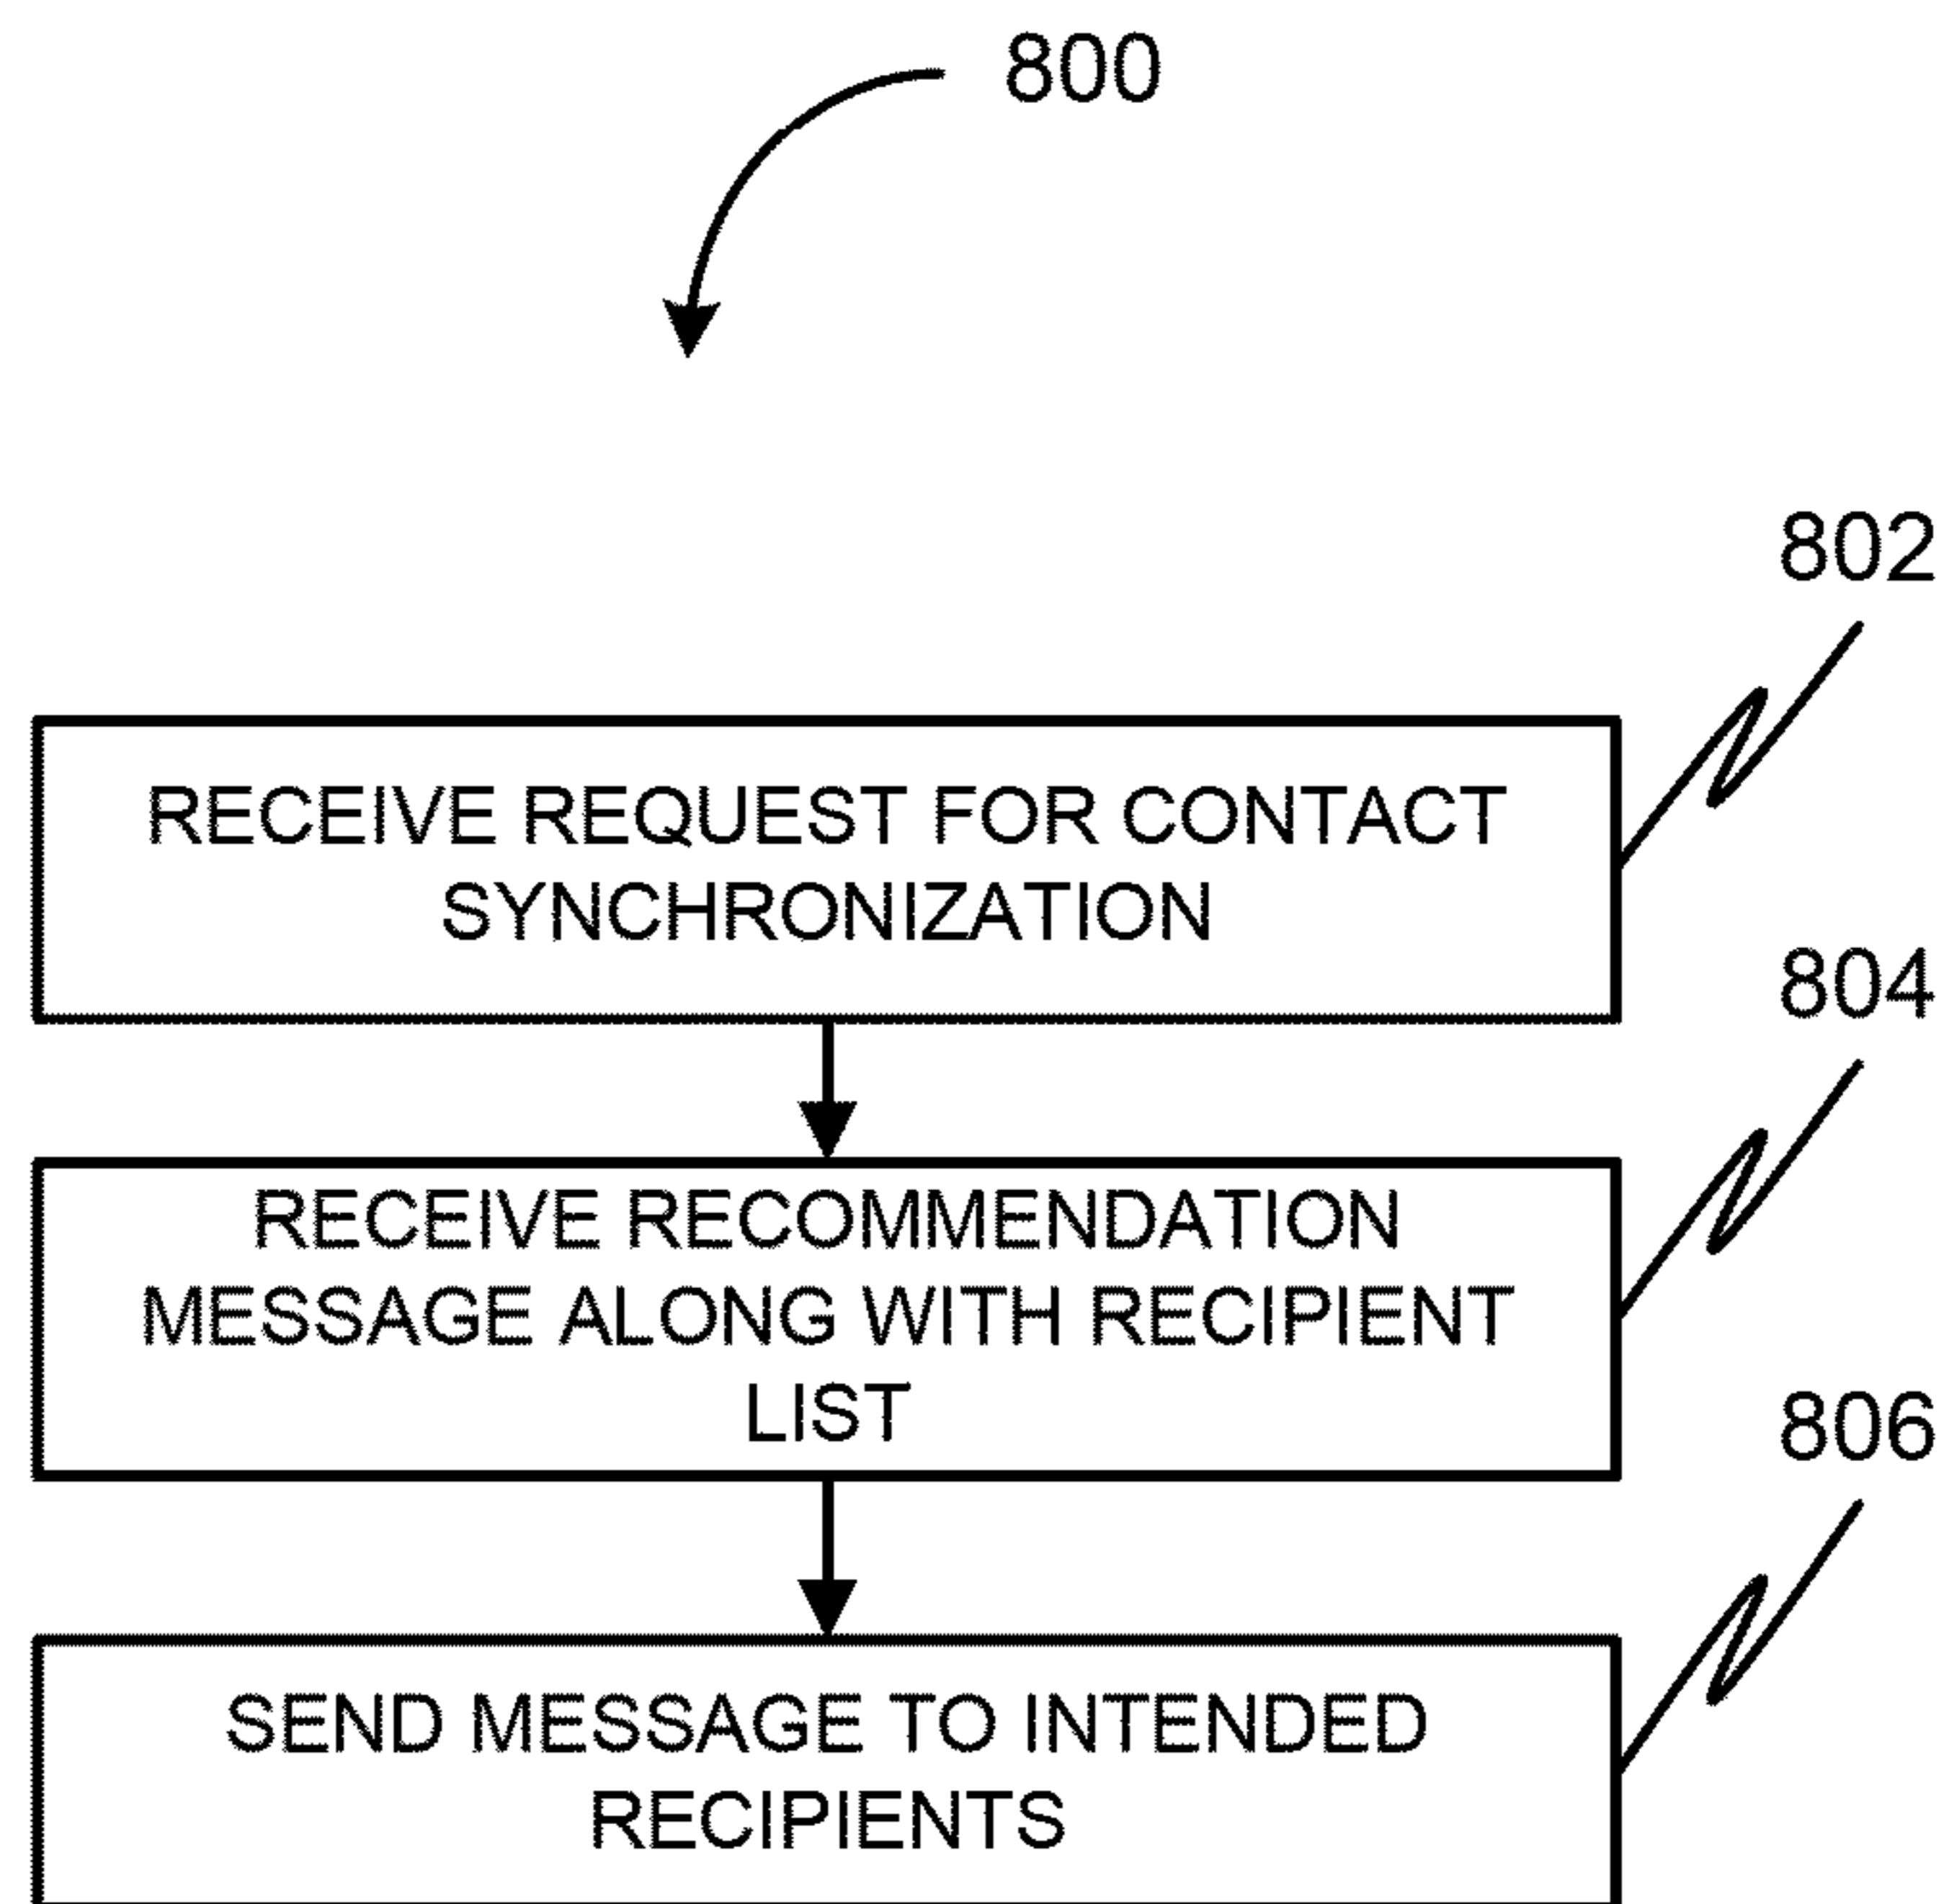 800
802
RECEIVE REQUEST FOR CONTACT
SYNCHRONIZATION
804
RECEIVE RECOMMENDATION
MESSAGE ALONG WITH RECIPIENT
LIST
806
SEND MESSAGE TO INTENDED
RECIPIENTS